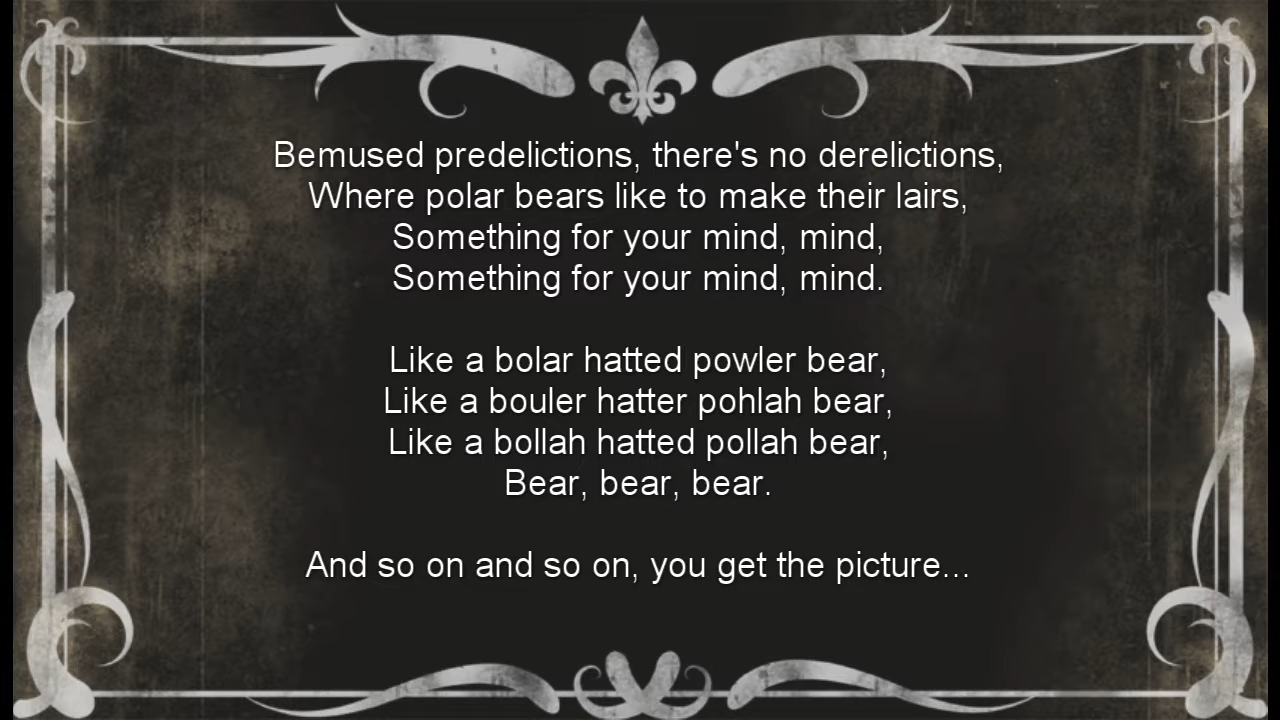 Bemused predelictions, there's no derelictions,
Where polar bears like to make their lairs,
Something for your mind, mind,
Something for your mind, mind.
Like a bolar hatted powler bear,
Like a bouler hatter pohlah bear,
Like a bollah hatted pollah bear,
Bear, bear, bear.
And so on and so on, you get the picture...